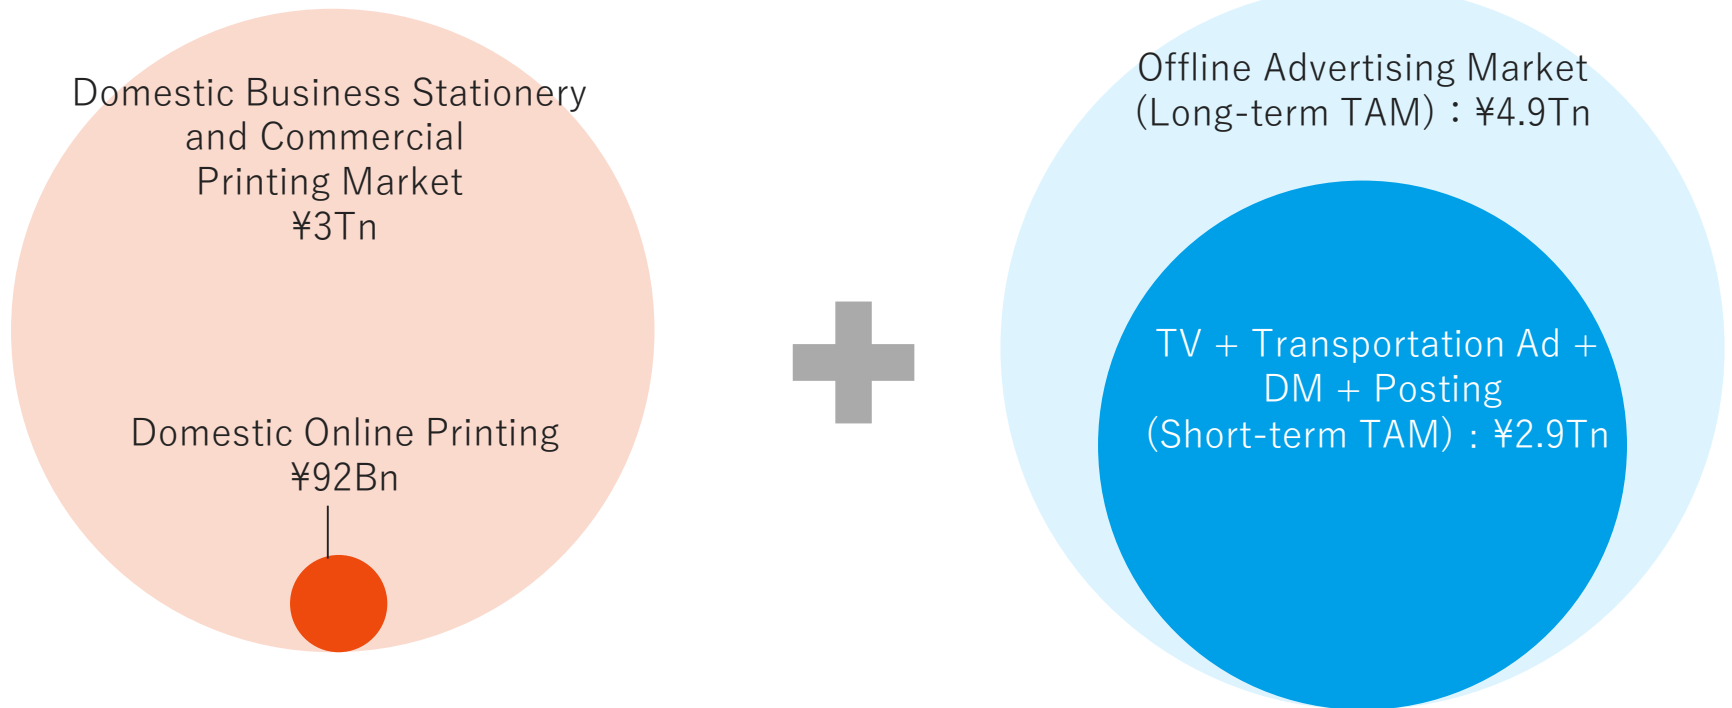 Domestic Business Stationery
and Commercial
Printing Market
¥3Tn
Domestic Online Printing
¥92Bn
Offline Advertising Market
(Long-term TAM)：¥4.9Tn
TV + Transportation Ad +
DM + Posting
(Short-term TAM) : ¥2.9Tn